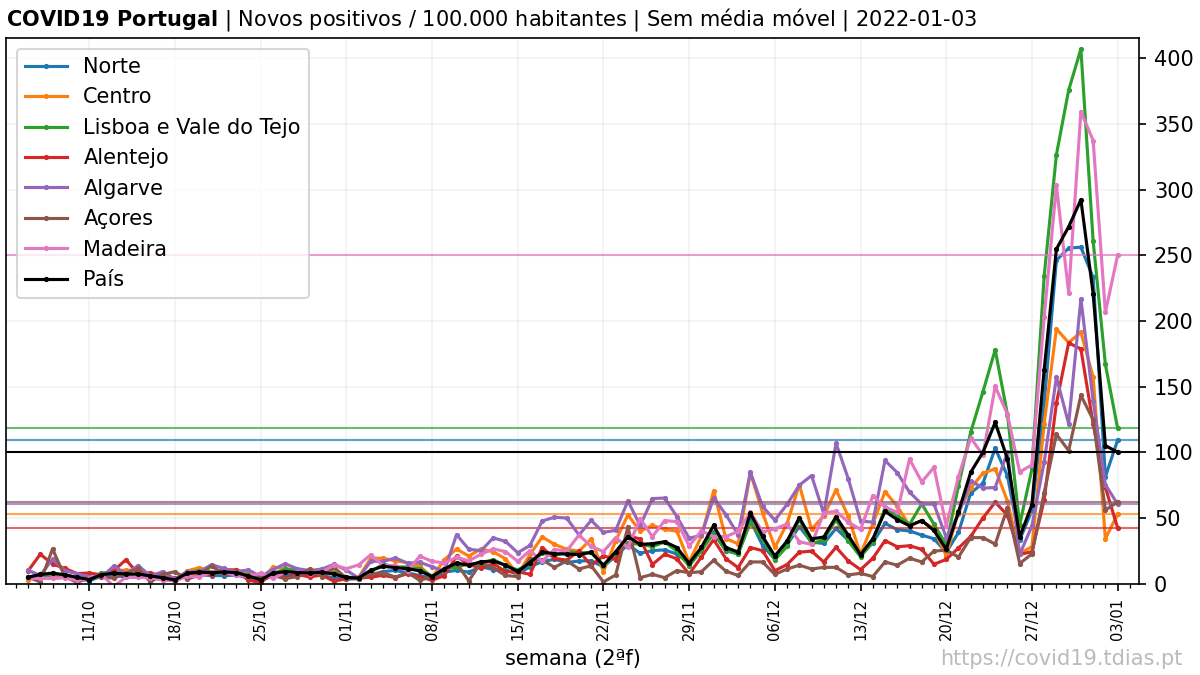 COVID19 Portugal | Novos positivos / 100.000 habitantes | Sem média móvel | 2022-01-03
Norte
Centro
Lisboa e Vale do Tejo
Alentejo
Algarve
Açores
Madeira
País
400
350
300
250
200
150
100
50
0
11/10
18/10
25/10
01/11
08/11
15/11
22/11
29/11
06/12
13/12
20/12
27/12
03/01
semana (2ªf)
https://covid19.tdias.pt